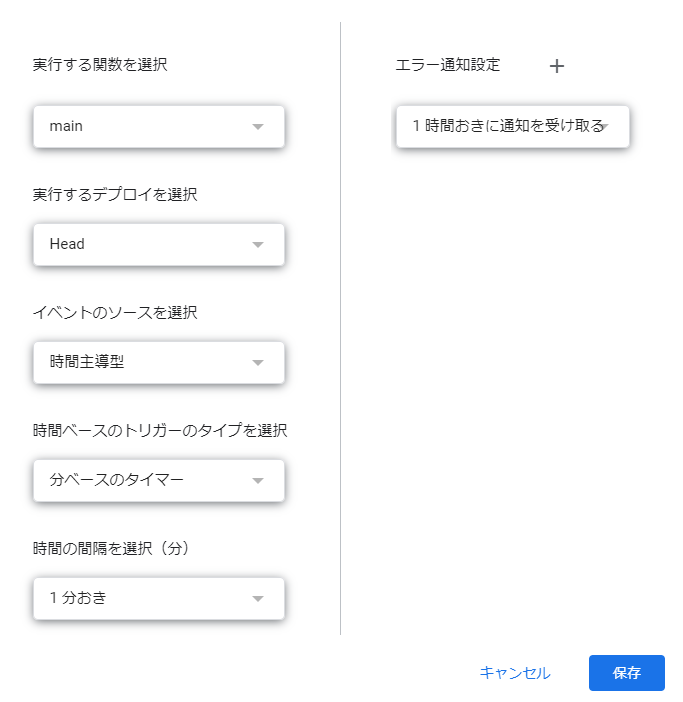 実行する関数を選択
main
実行するデプロイを選択
Head
イベントのソースを選択
時間主導型
時間ベースのトリガーのタイプを選択
分ベースのタイマー
時間の間隔を選択（分）
1 分おき
エラー通知設定
1 時間おきに通知を受け取る
キャンセル
保存